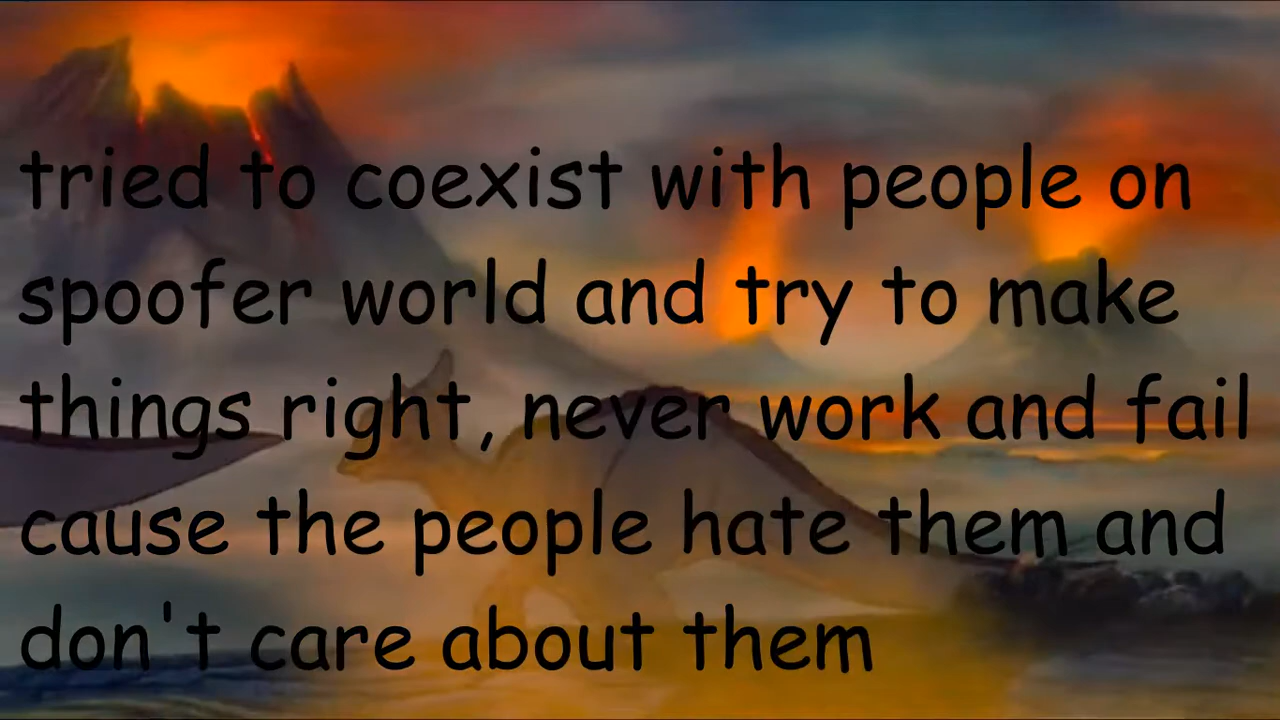 tried to coexist with people on
spoofer world and try to make
things right, never work and fail
cause the people hate them and
don't care about them